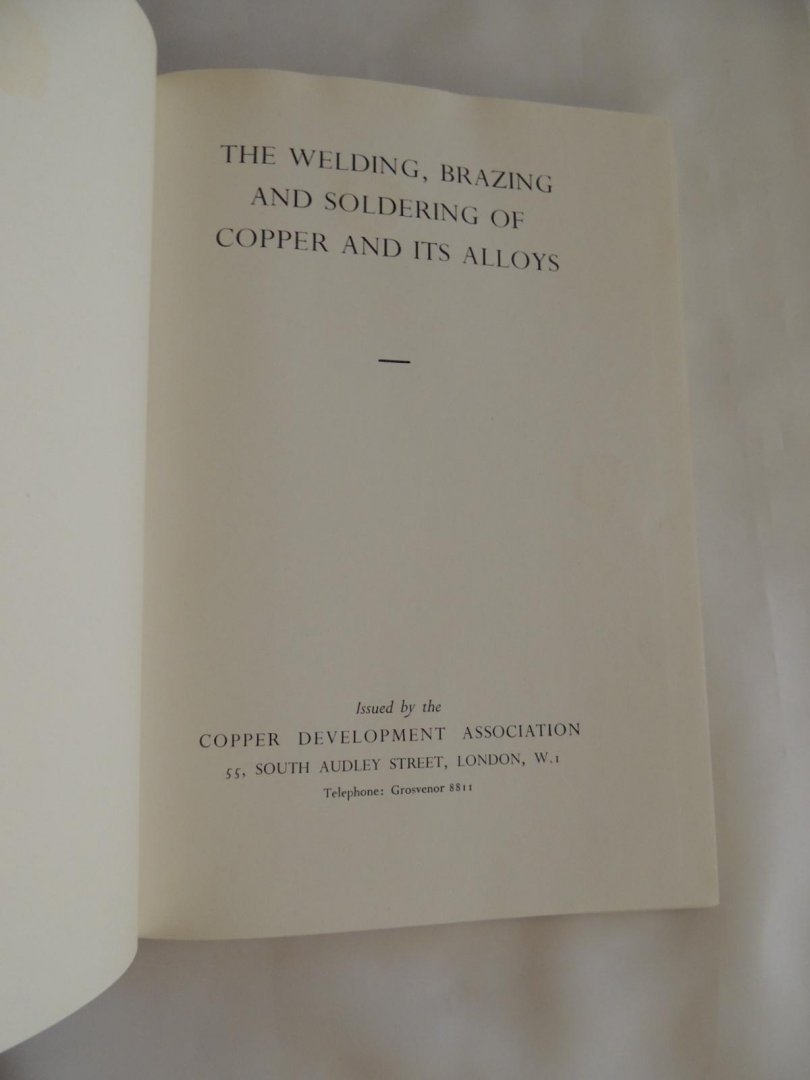 THE WELDING, BRAZING
AND SOLDERING OF
COPPER AND ITS ALLOYS
Issued by the
COPPER DEVELOPMENT ASSOCIATION
55, SOUTH AUDLEY STREET, LONDON, W.1
Telephone: Grosvenor 8811